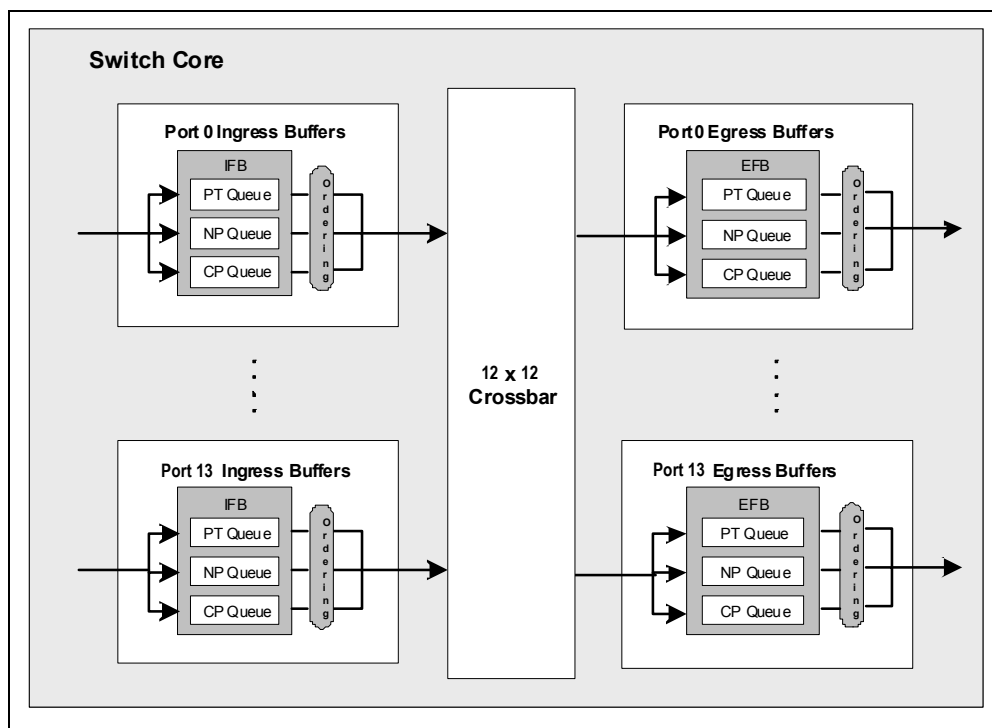 Switch Core
Port 0 Ingress Buffers
IFB
PT Queue
NP Queue
CP Queue
Ordering
Port0 Egress Buffers
EFB
PT Queue
NP Queue
CP Queue
Ordering
12 x 12
Crossbar
Port 13 Ingress Buffers
IFB
PT Queue
NP Queue
CP Queue
Ordering
Port 13 Egress Buffers
EFB
PT Queue
NP Queue
CP Queue
Ordering